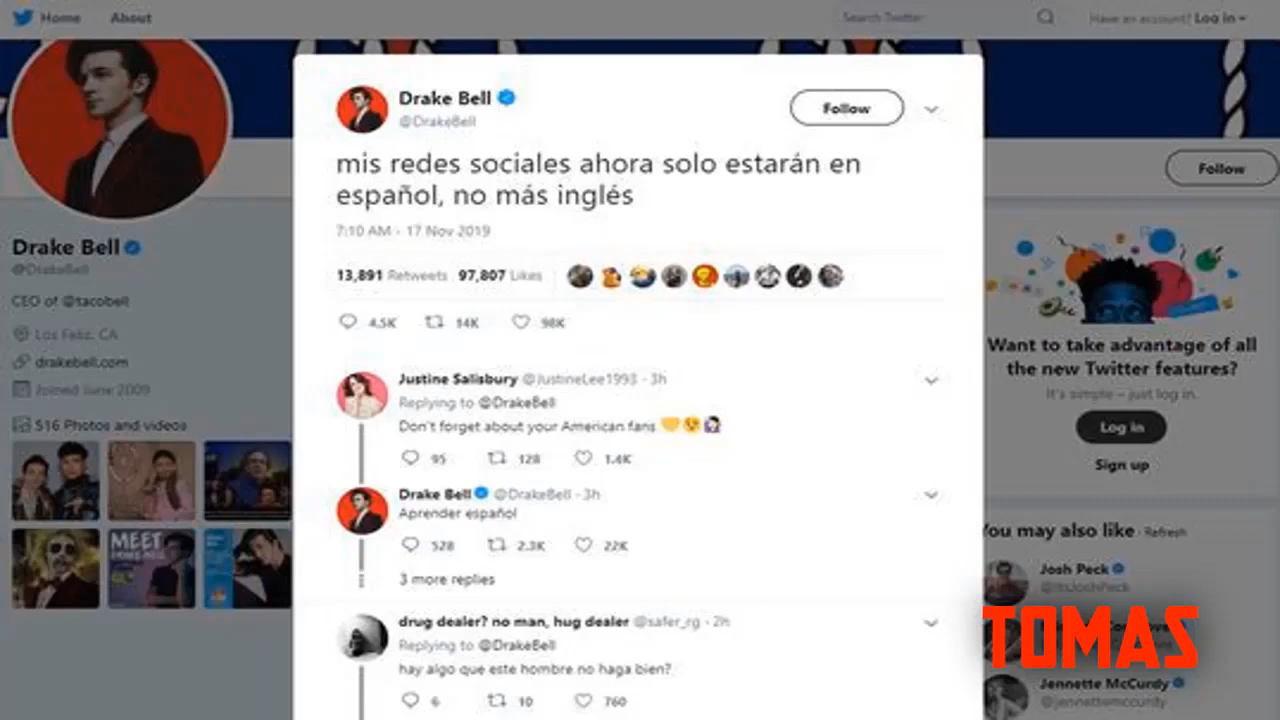 Home About Search Twitter Have an account? Log in
Drake Bell
@DrakeBell
Follow
mis redes sociales ahora solo estarán en
español, no más inglés
7:10 AM - 17 Nov 2019
13,891 Retweets 97,807 Likes
4.5K 14K 98K
Justine Salisbury @JustineLee1993 · 3h
Replying to @DrakeBell
Don't forget about your American fans
95 128 1.4K
Drake Bell @DrakeBell · 3h
Aprender español
528 2.3K 22K
3 more replies
drug dealer? no man, hug dealer @safer_rg · 2h
Replying to @DrakeBell
hay algo que este hombre no haga bien?
6 10 760
Drake Bell
@DrakeBell
CEO of @tacobell
Los Feliz, CA
drakebell.com
Joined June 2009
516 Photos and videos
MEET
Follow
Want to take advantage of all
the new Twitter features?
It's simple – just log in.
Log in
Sign up
You may also like · Refresh
Josh Peck
@ItsJoshPeck
TOMAS
Jennette McCurdy
@jennettemccurdy